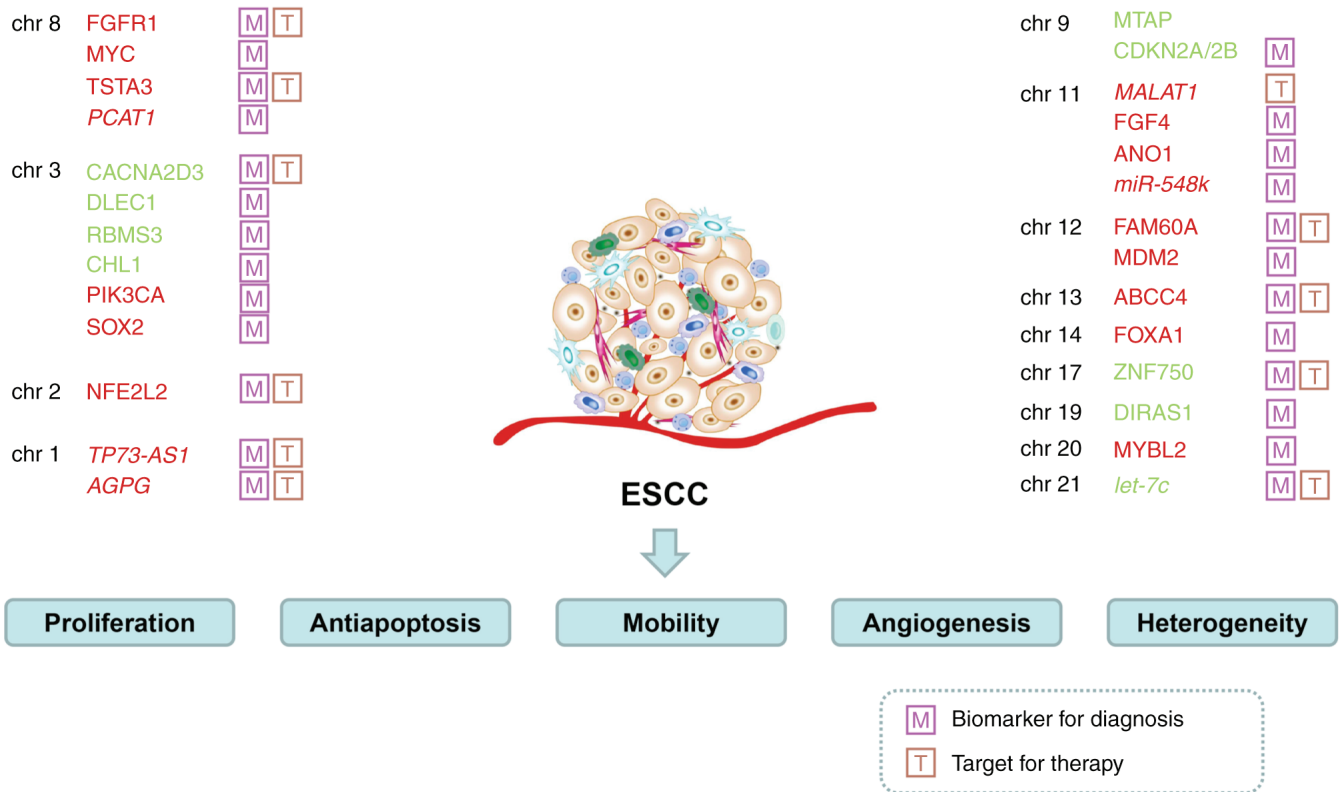 chr 8 FGFR1 M T
MYC M
TSTA3 M T
PCAT1 M
chr 3 CACNA2D3 M T
DLEC1 M
RBMS3 M
CHL1 M
PIK3CA M
SOX2 M
chr 2 NFE2L2 M T
chr 1 TP73-AS1 M T
AGPG M T
chr 9 MTAP
CDKN2A/2B M
chr 11 MALAT1 T
FGF4 M
ANO1 M
miR-548k M
chr 12 FAM60A M T
MDM2 M
chr 13 ABCC4 M T
chr 14 FOXA1 M
chr 17 ZNF750 M T
chr 19 DIRAS1 M
chr 20 MYBL2 M
chr 21 let-7c M T
ESCC
Proliferation Antiapoptosis Mobility Angiogenesis Heterogeneity
M Biomarker for diagnosis
T Target for therapy